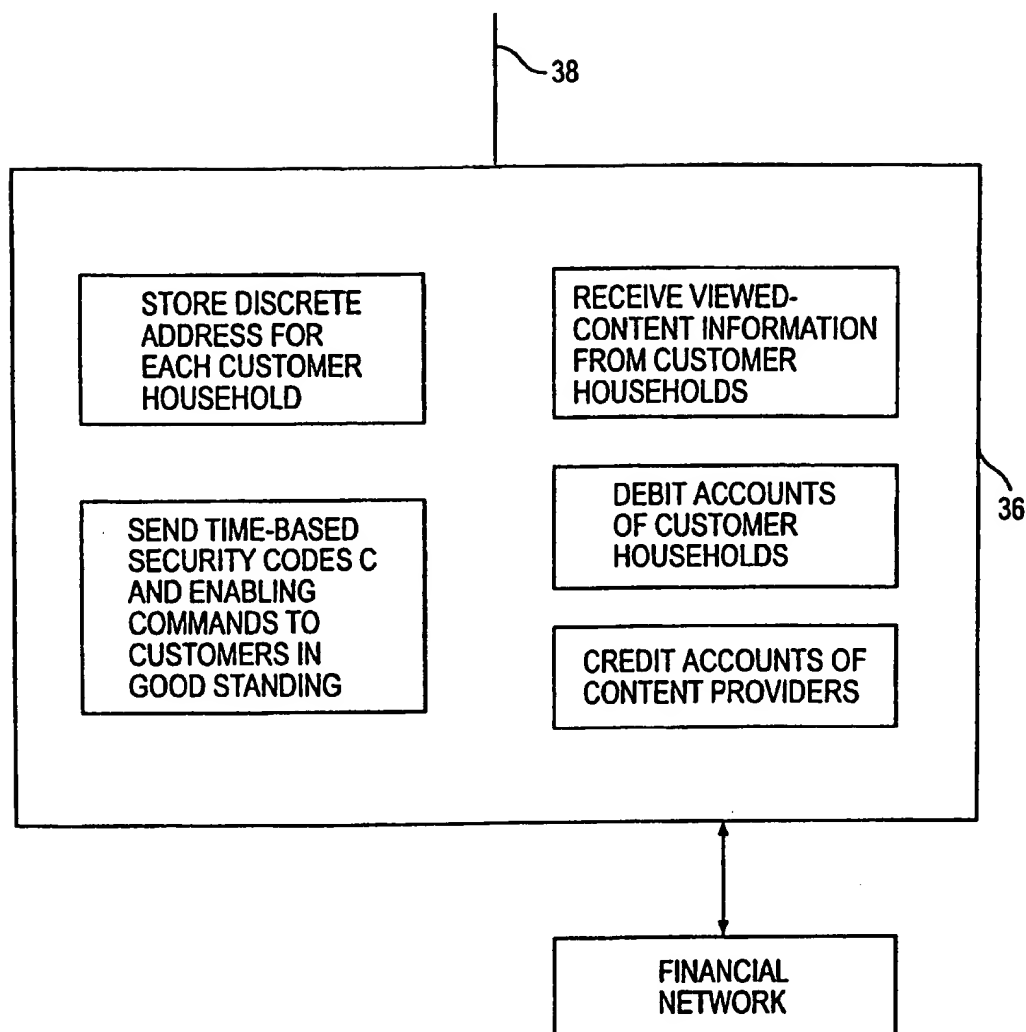 38
STORE DISCRETE
ADDRESS FOR
EACH CUSTOMER
HOUSEHOLD
RECEIVE VIEWED-
CONTENT INFORMATION
FROM CUSTOMER
HOUSEHOLDS
SEND TIME-BASED
SECURITY CODES C
AND ENABLING
COMMANDS TO
CUSTOMERS IN
GOOD STANDING
DEBIT ACCOUNTS
OF CUSTOMER
HOUSEHOLDS
36
CREDIT ACCOUNTS OF
CONTENT PROVIDERS
FINANCIAL
NETWORK